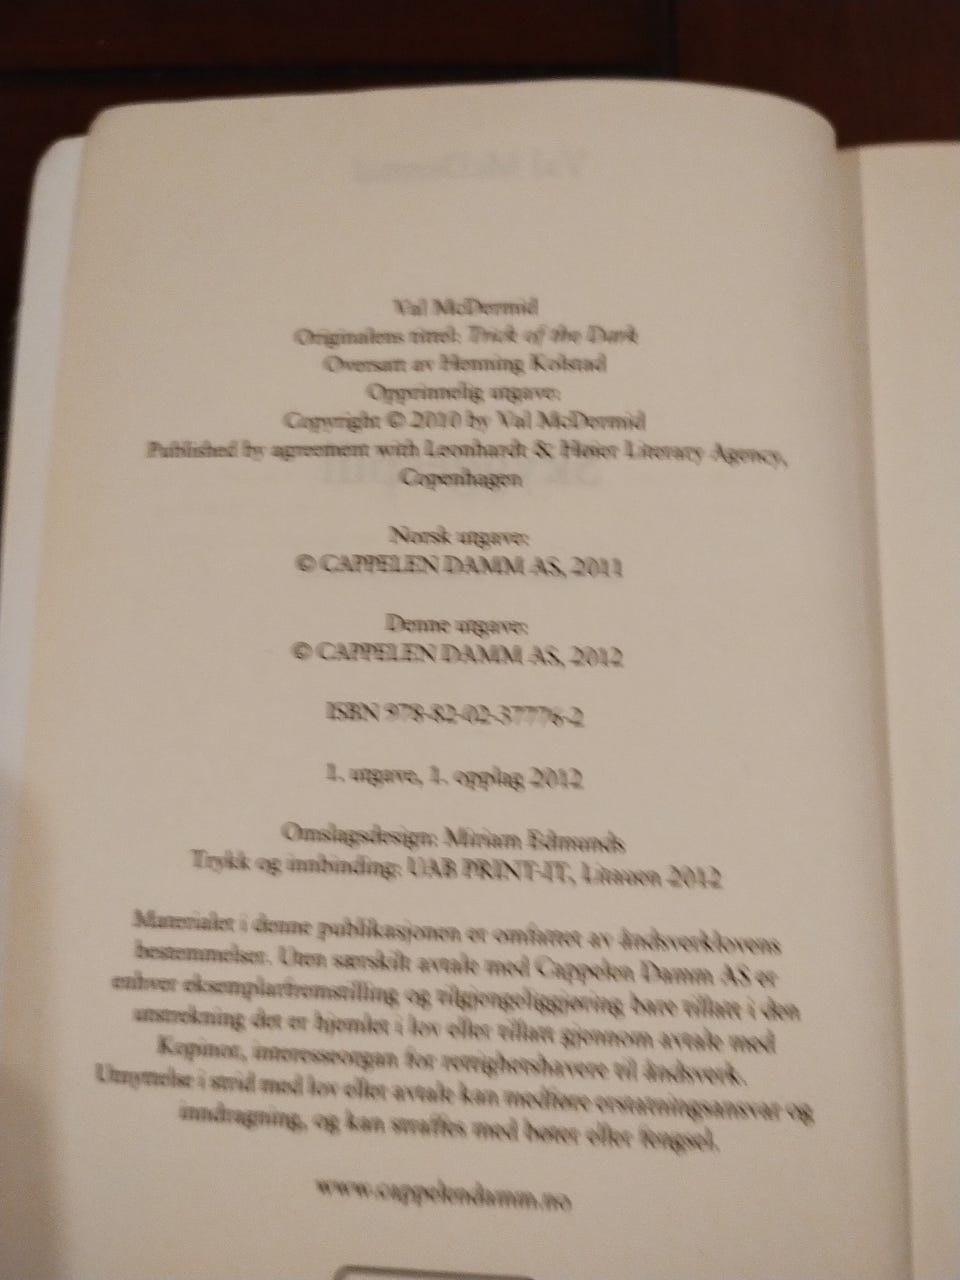 Val McDermid
Val McDermid
Originalens tittel: Trick of the Dark
Oversatt av Henning Kolstad
Opprinnelig utgave:
Copyright © 2010 by Val McDermid
Published by agreement with Leonhardt & Høier Literary Agency,
Copenhagen
Norsk utgave:
© CAPPELEN DAMM AS, 2011
Denne utgave:
© CAPPELEN DAMM AS, 2012
ISBN 978-82-02-37776-2
1. utgave, 1. opplag 2012
Omslagsdesign: Miriam Edmunds
Trykk og innbinding: UAB PRINT-IT, Litauen 2012
Materialet i denne publikasjonen er omfattet av åndsverklovens
bestemmelser. Uten særskilt avtale med Cappelen Damm AS er
enhver eksemplarfremstilling og tilgjengeliggjøring bare tillatt i den
utstrekning det er hjemlet i lov eller tillatt gjennom avtale med
Kopinor, interesseorgan for rettighetshavere til åndsverk.
Utnyttelse i strid med lov eller avtale kan medføre erstatningsansvar og
inndragning, og kan straffes med bøter eller fengsel.
www.cappelendamm.no